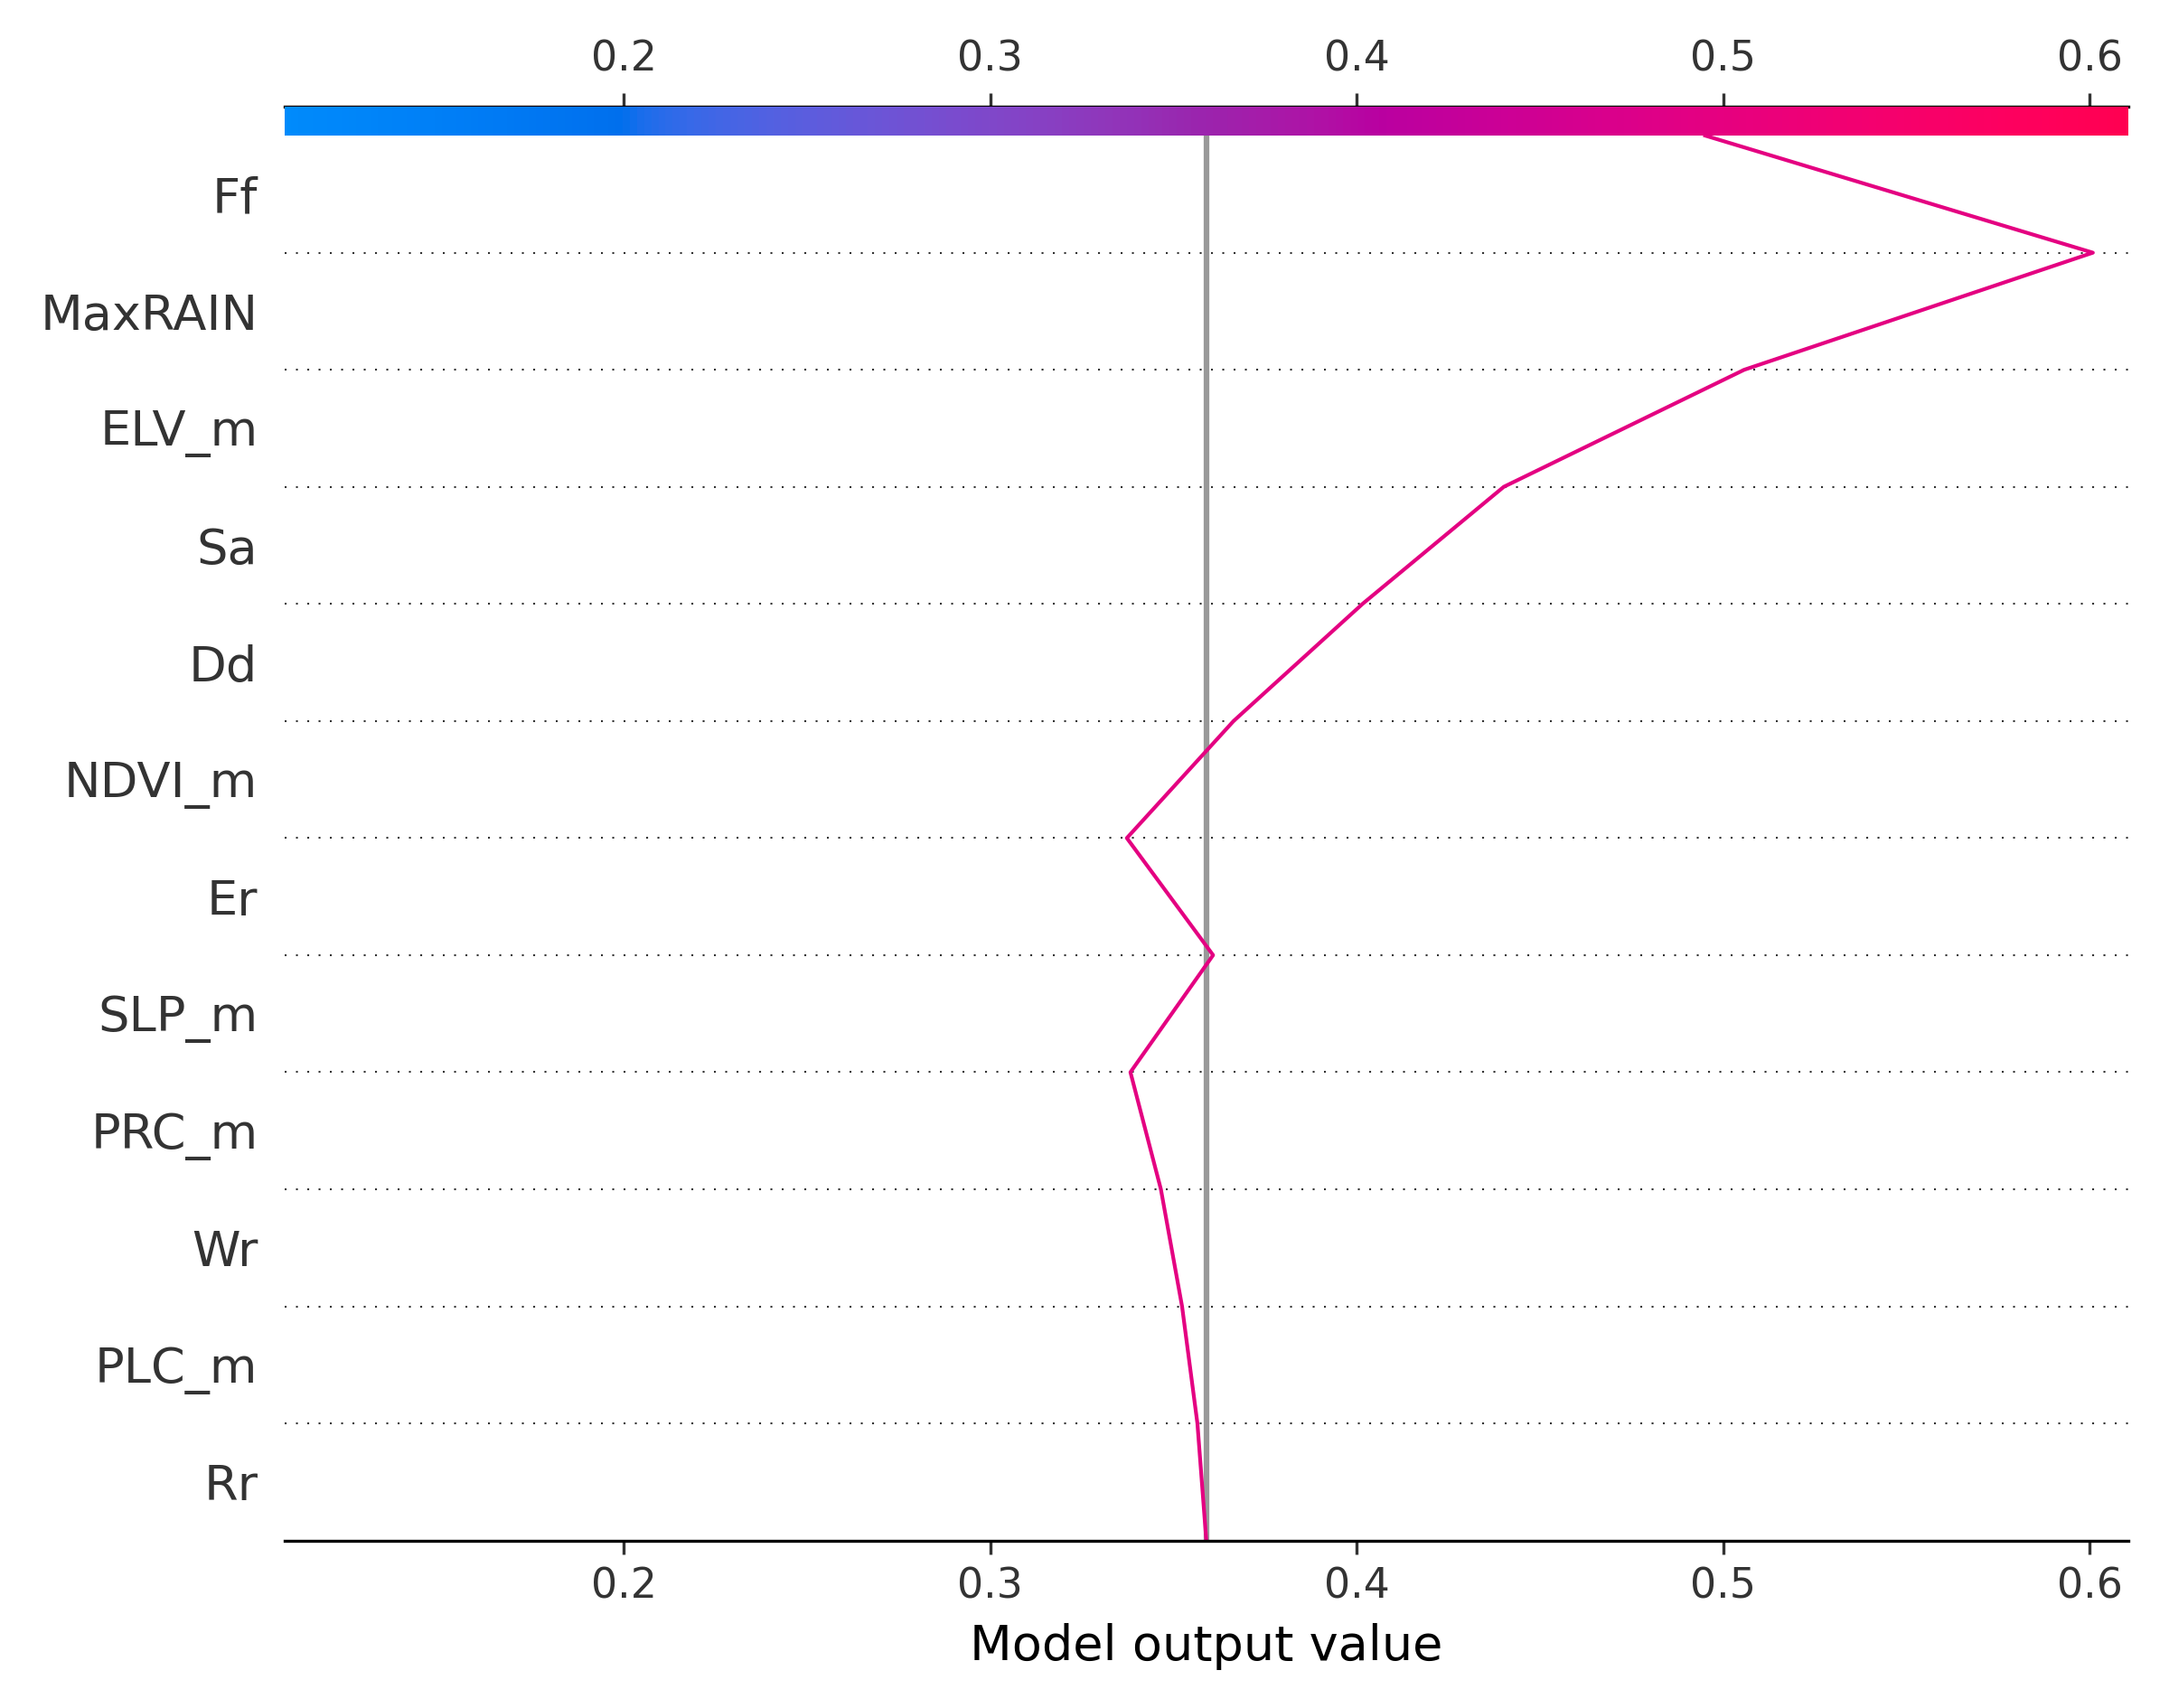 0.2 0.3 0.4 0.5 0.6
Ff
MaxRAIN
ELV_m
Sa
Dd
NDVI_m
Er
SLP_m
PRC_m
Wr
PLC_m
Rr
0.2 0.3 0.4 0.5 0.6
Model output value